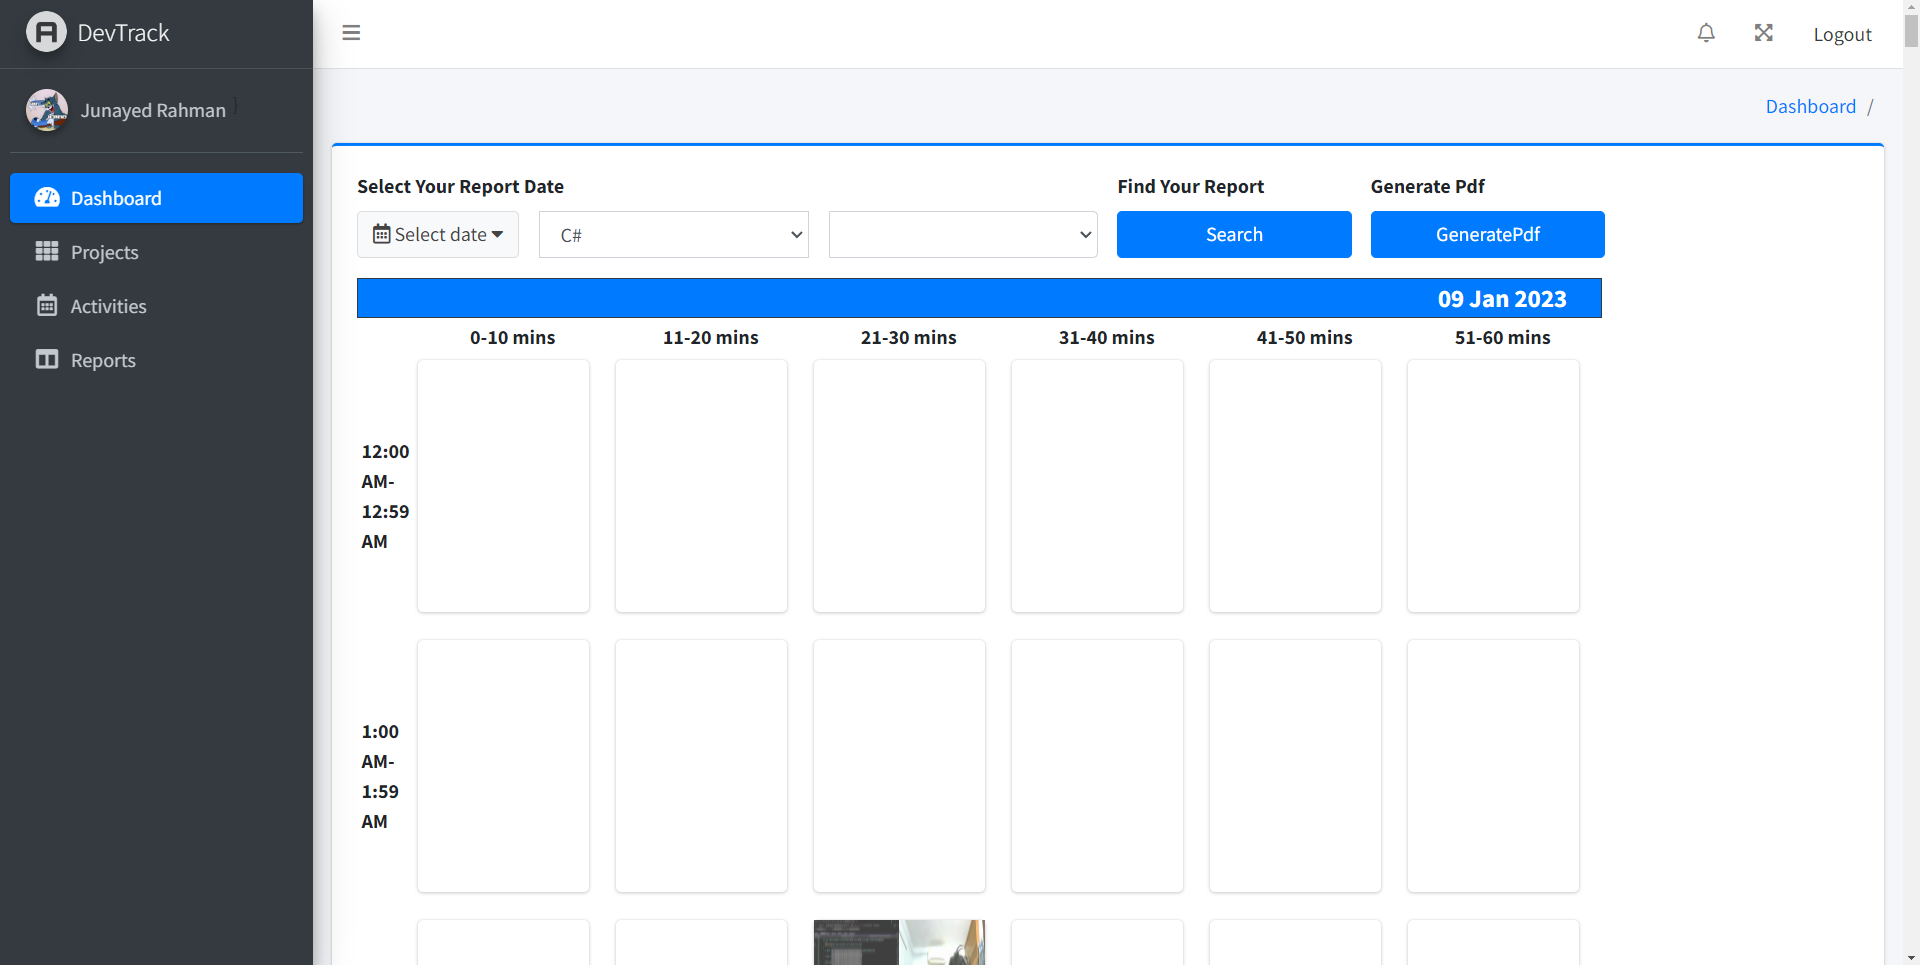 DevTrack
Logout
Junayed Rahman
Dashboard /
Dashboard
Projects
Activities
Reports
Select Your Report Date
Find Your Report
Generate Pdf
Select date
C#
Search
GeneratePdf
09 Jan 2023
0-10 mins
11-20 mins
21-30 mins
31-40 mins
41-50 mins
51-60 mins
12:00
AM-
12:59
AM
1:00
AM-
1:59
AM